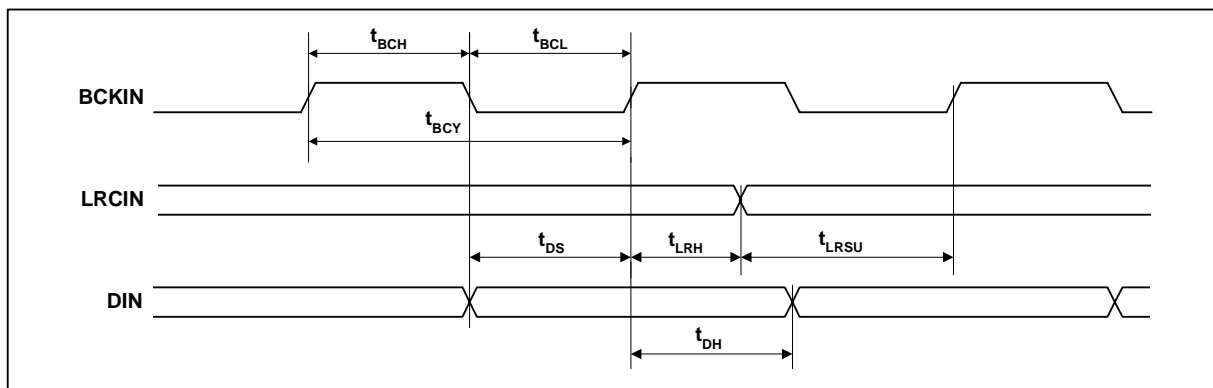 tBCH
tBCL
BCKIN
tBCY
LRCIN
tDS
tLRH
tLRSU
DIN
tDH